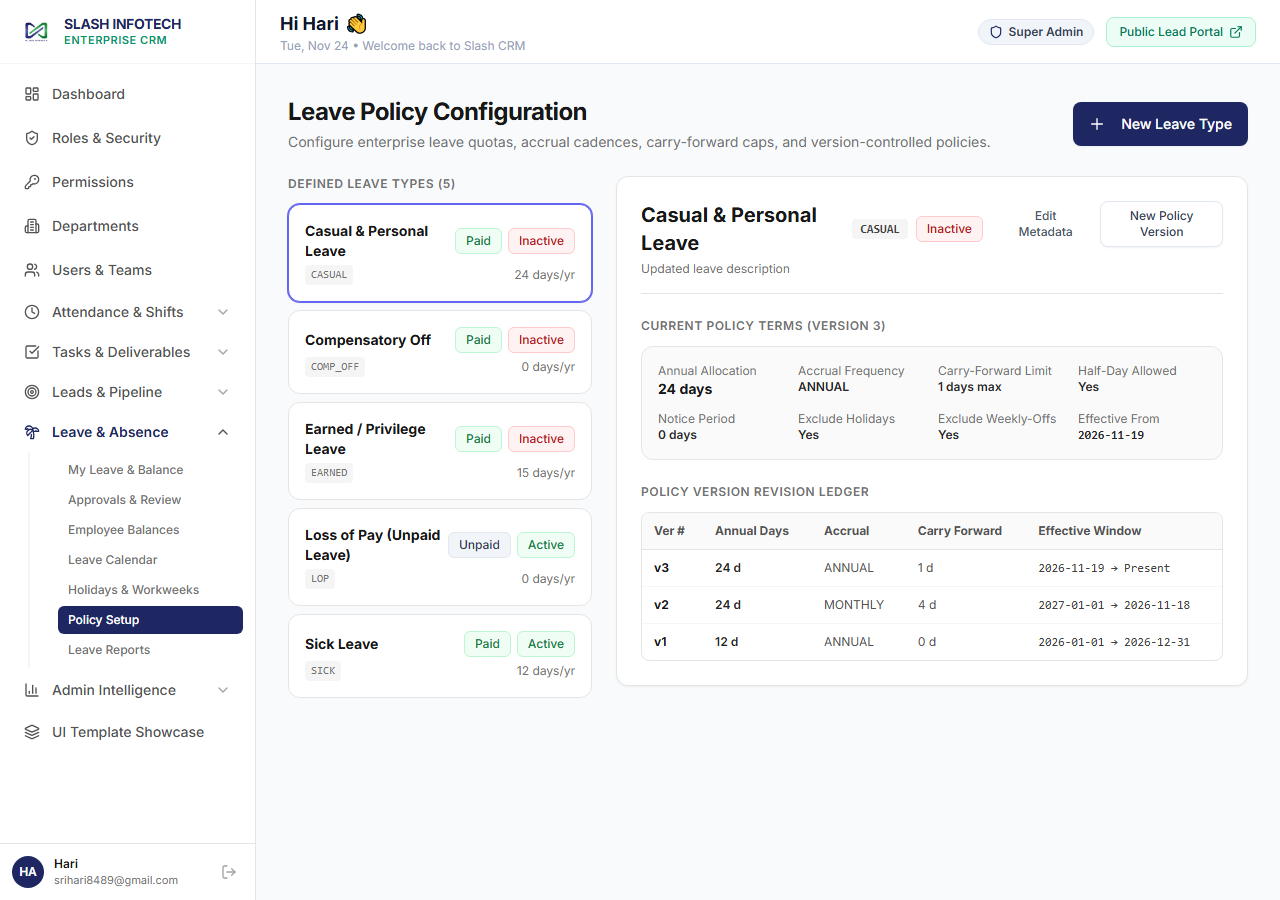 SLASH INFOTECH
ENTERPRISE CRM
Hi Hari 👋
Tue, Nov 24 • Welcome back to Slash CRM
Super Admin
Public Lead Portal
Dashboard
Roles & Security
Permissions
Departments
Users & Teams
Attendance & Shifts
Tasks & Deliverables
Leads & Pipeline
Leave & Absence
My Leave & Balance
Approvals & Review
Employee Balances
Leave Calendar
Holidays & Workweeks
Policy Setup
Leave Reports
Admin Intelligence
UI Template Showcase
HA
Hari
srihari8489@gmail.com
Leave Policy Configuration
Configure enterprise leave quotas, accrual cadences, carry-forward caps, and version-controlled policies.
+ New Leave Type
DEFINED LEAVE TYPES (5)
Casual & Personal
Leave
Paid Inactive
CASUAL 24 days/yr
Compensatory Off Paid Inactive
COMP_OFF 0 days/yr
Earned / Privilege
Leave
Paid Inactive
EARNED 15 days/yr
Loss of Pay (Unpaid
Leave)
Unpaid Active
LOP 0 days/yr
Sick Leave Paid Active
SICK 12 days/yr
Casual & Personal
Leave
CASUAL Inactive
Edit
Metadata
New Policy
Version
Updated leave description
CURRENT POLICY TERMS (VERSION 3)
Annual Allocation Accrual Frequency Carry-Forward Limit Half-Day Allowed
24 days ANNUAL 1 days max Yes
Notice Period Exclude Holidays Exclude Weekly-Offs Effective From
0 days Yes Yes 2026-11-19
POLICY VERSION REVISION LEDGER
Ver # Annual Days Accrual Carry Forward Effective Window
v3 24 d ANNUAL 1 d 2026-11-19 → Present
v2 24 d MONTHLY 4 d 2027-01-01 → 2026-11-18
v1 12 d ANNUAL 0 d 2026-01-01 → 2026-12-31